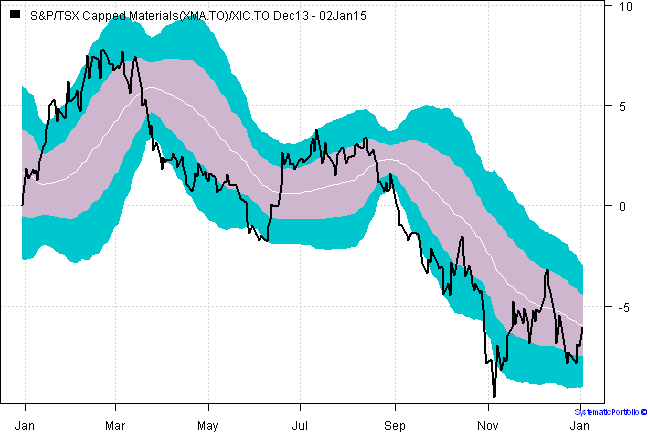 S&P/TSX Capped Materials(XMA.TO)/XIC.TO Dec13 - 02Jan15
10
5
0
-5
Jan Mar May Jul Sep Nov Jan
SystematicPortfolio ©